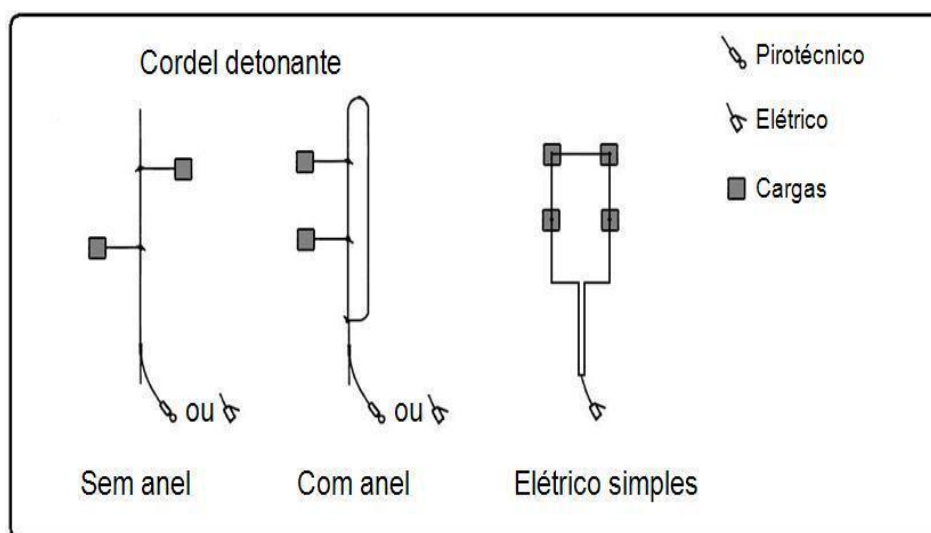 Cordel detonante
Pirotécnico
Elétrico
Cargas
ou
ou
Sem anel
Com anel
Elétrico simples